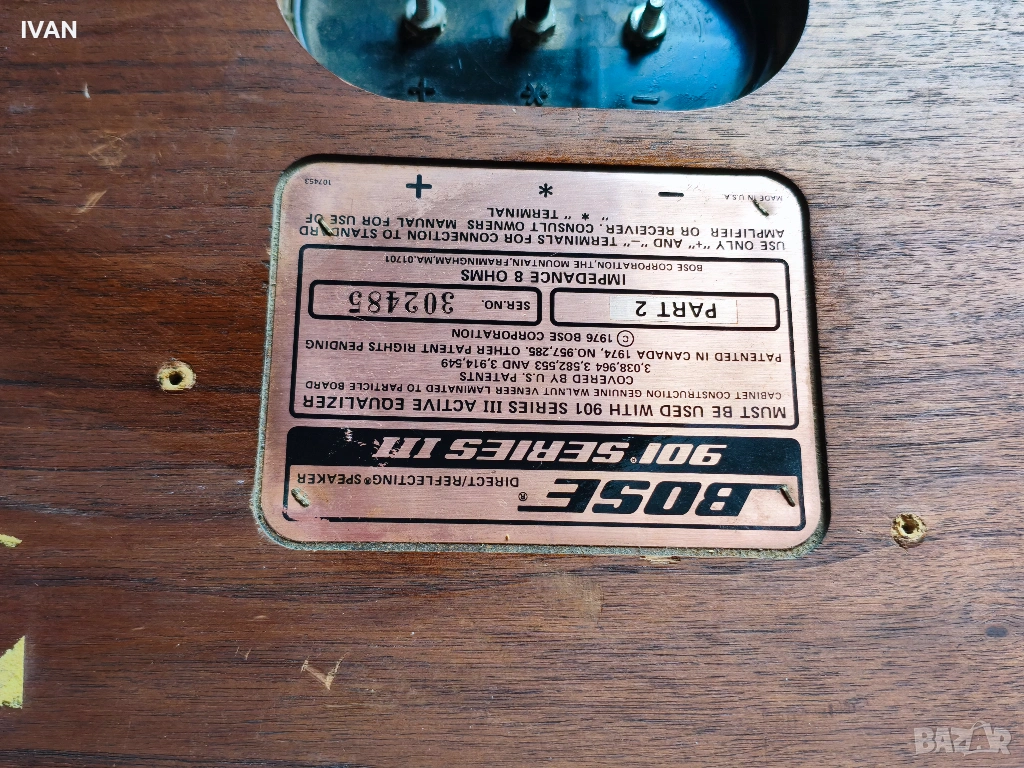 IVAN
BOSE®
DIRECT/REFLECTING® SPEAKER
901® SERIES III
MUST BE USED WITH 901 SERIES III ACTIVE EQUALIZER
CABINET CONSTRUCTION GENUINE WALNUT VENEER LAMINATED TO PARTICLE BOARD
COVERED BY U.S. PATENTS
3,038,964 3,582,553 AND 3,914,549
PATENTED IN CANADA 1974, NO.957,285. OTHER PATENT RIGHTS PENDING
© 1976 BOSE CORPORATION
PART 2 SER.NO. 302485
IMPEDANCE 8 OHMS
BOSE CORPORATION, THE MOUNTAIN, FRAMINGHAM, MA. 01701
USE ONLY "+" AND "–" TERMINALS FOR CONNECTION TO STANDARD
AMPLIFIER OR RECEIVER. CONSULT OWNERS MANUAL FOR USE OF
" * " TERMINAL
MADE IN U.S.A. – * + 107453
+ * –
BAZAR